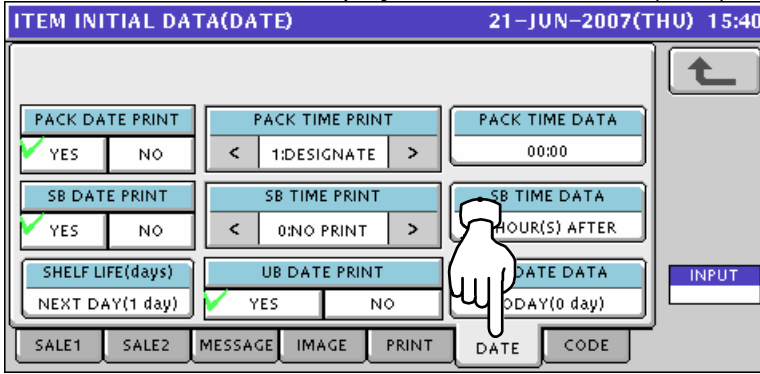 ITEM INITIAL DATA(DATE) 21-JUN-2007(THU) 15:40
PACK DATE PRINT PACK TIME PRINT PACK TIME DATA
YES NO < 1:DESIGNATE > 00:00
SB DATE PRINT SB TIME PRINT SB TIME DATA
YES NO < 0:NO PRINT > HOUR(S) AFTER
SHELF LIFE(days) UB DATE PRINT DATE DATA
NEXT DAY(1 day) YES NO TODAY(0 day)
INPUT
SALE1 SALE2 MESSAGE IMAGE PRINT DATE CODE